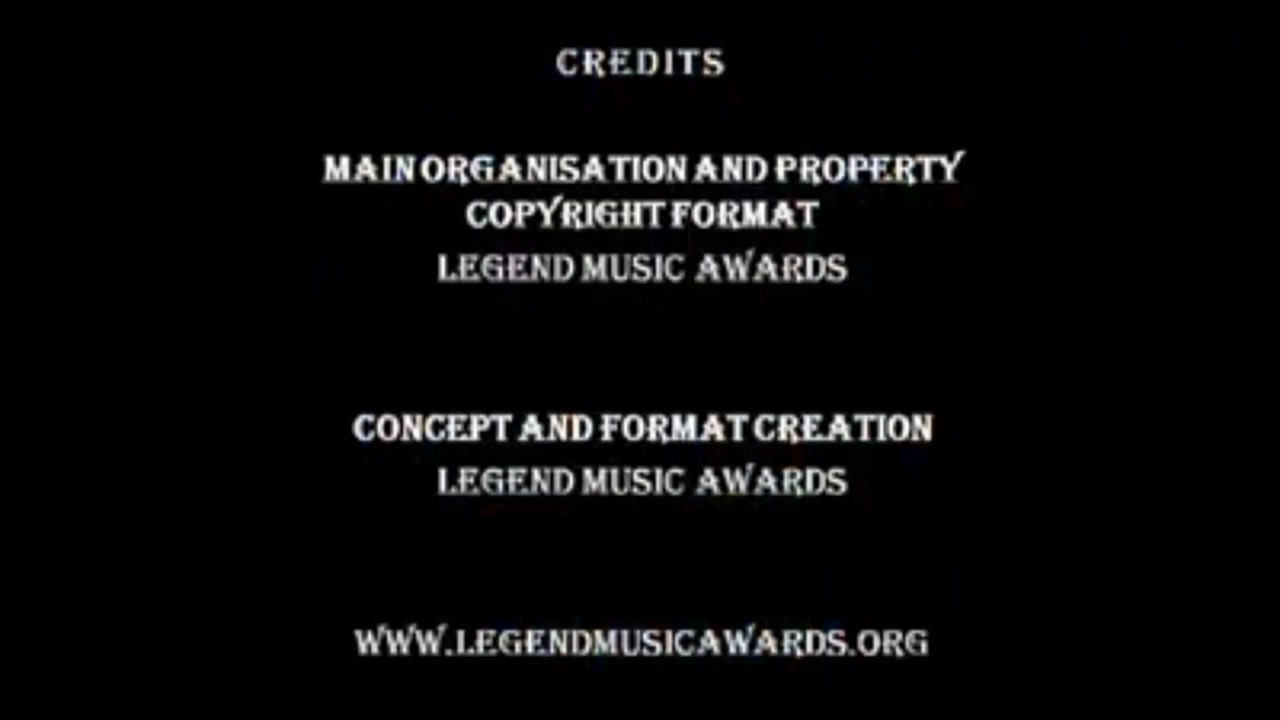 CREDITS
MAIN ORGANISATION AND PROPERTY
COPYRIGHT FORMAT
LEGEND MUSIC AWARDS
CONCEPT AND FORMAT CREATION
LEGEND MUSIC AWARDS
WWW.LEGENDMUSICAWARDS.ORG